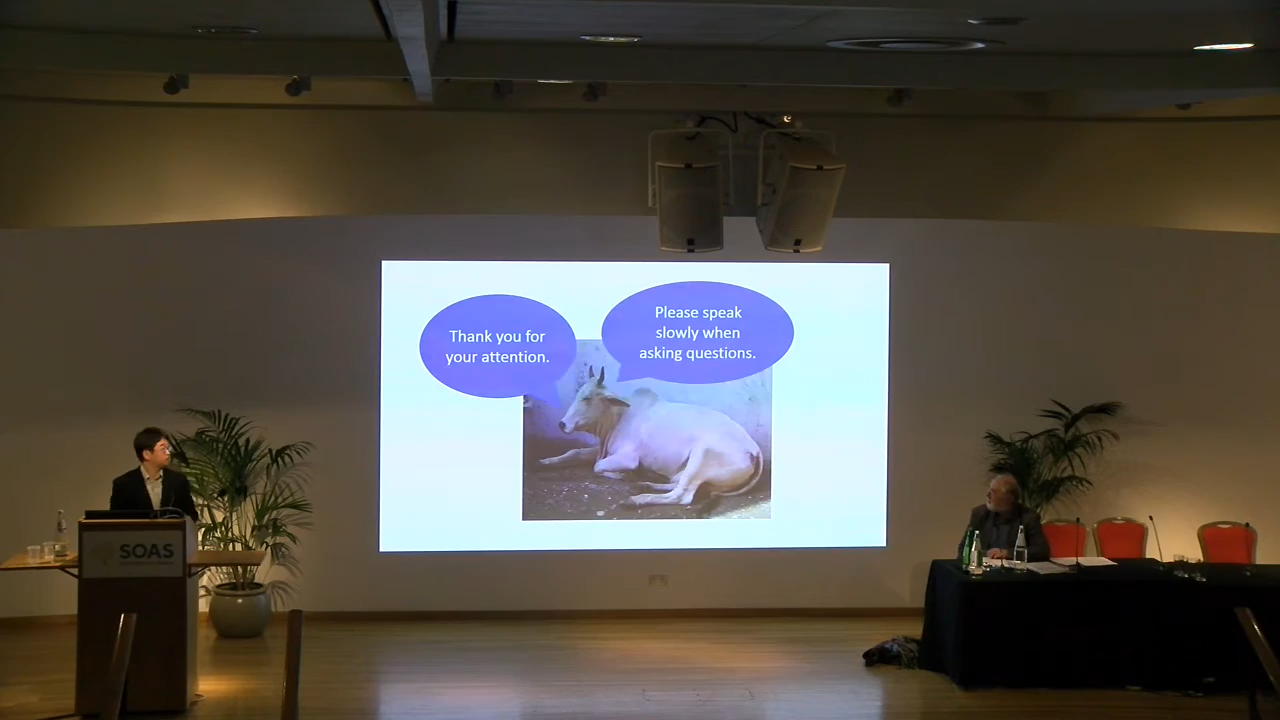 Thank you for
your attention.
Please speak
slowly when
asking questions.
SOAS